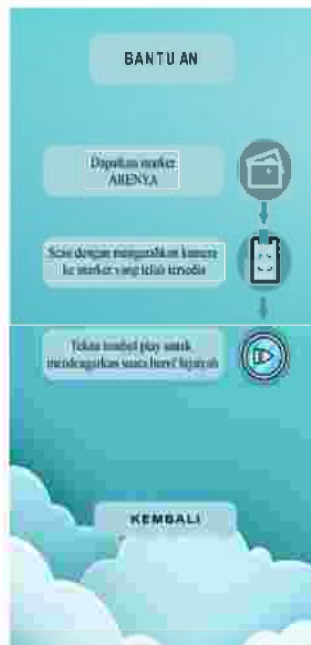 BANTUAN
Dapatkan marker
ARENYA
Scan dengan mengarahkan kamera
ke marker yang telah tersedia
Tekan tombol play untuk
mendengarkan suara huruf hijaiyah
KEMBALI